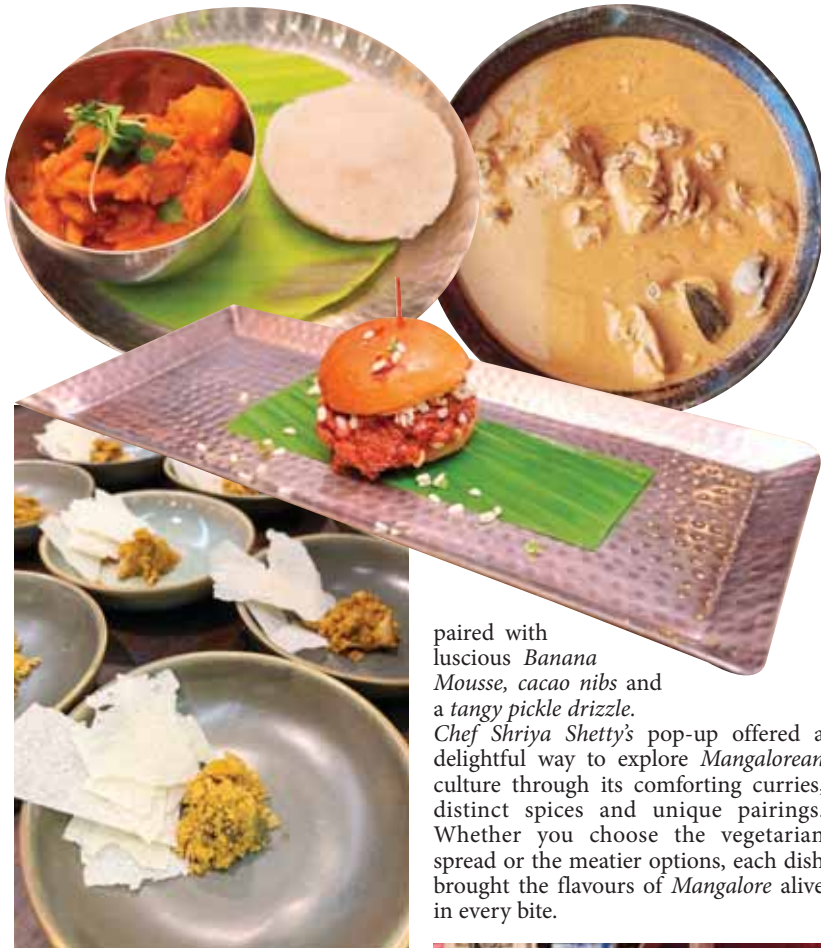 paired with
luscious Banana
Mousse, cacao nibs and
a tangy pickle drizzle.
Chef Shriya Shetty's pop-up offered a
delightful way to explore Mangalorean
culture through its comforting curries,
distinct spices and unique pairings.
Whether you choose the vegetarian
spread or the meatier options, each dish
brought the flavours of Mangalore alive
in every bite.